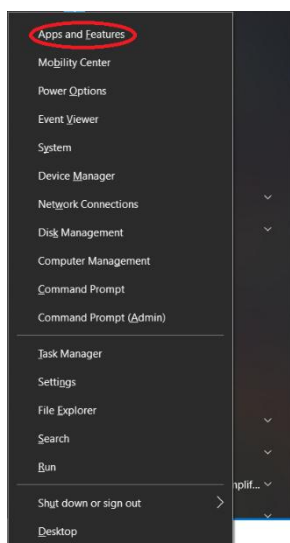 Apps and Features
Mobility Center
Power Options
Event Viewer
System
Device Manager
Network Connections
Disk Management
Computer Management
Command Prompt
Command Prompt (Admin)
Task Manager
Settings
File Explorer
Search
Run
nplif...
Shut down or sign out
Desktop